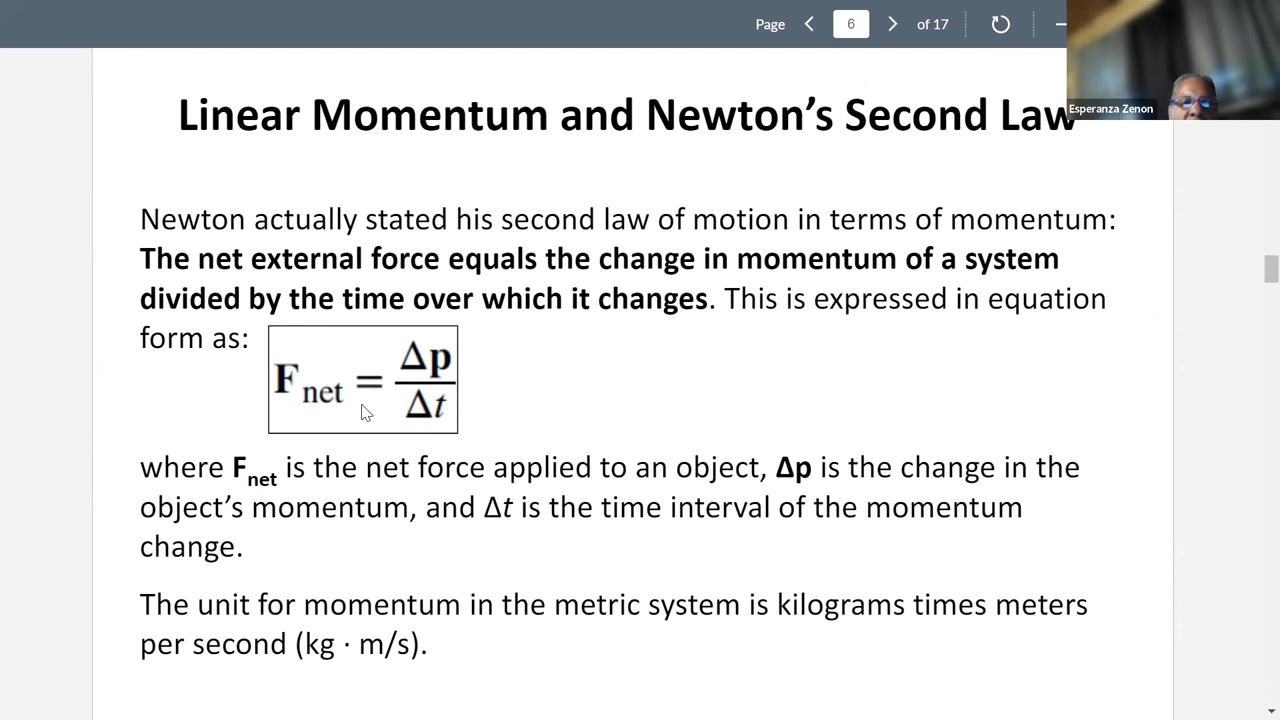 Page 6 of 17
Esperanza Zenon
Linear Momentum and Newton's Second Law
Newton actually stated his second law of motion in terms of momentum:
The net external force equals the change in momentum of a system
divided by the time over which it changes. This is expressed in equation
form as:
F net = Δp / Δt
where Fnet is the net force applied to an object, Δp is the change in the
object's momentum, and Δt is the time interval of the momentum
change.
The unit for momentum in the metric system is kilograms times meters
per second (kg · m/s).